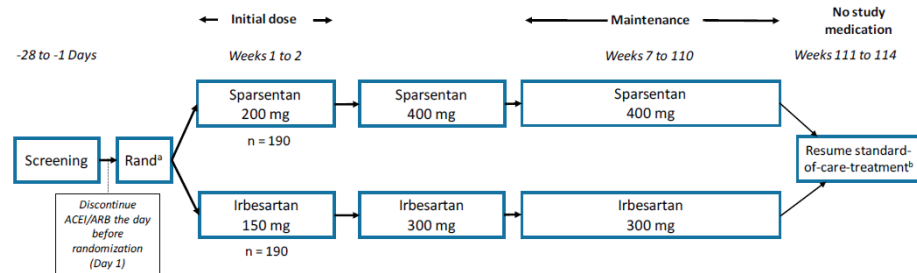 Initial dose
Maintenance
No study
medication
-28 to -1 Days
Weeks 1 to 2
Weeks 7 to 110
Weeks 111 to 114
Sparsentan
200 mg
Sparsentan
400 mg
Sparsentan
400 mg
n = 190
Screening
Randᵃ
Resume standard-
of-care-treatmentᵇ
Discontinue
ACEI/ARB the day
before
randomization
(Day 1)
Irbesartan
150 mg
Irbesartan
300 mg
Irbesartan
300 mg
n = 190